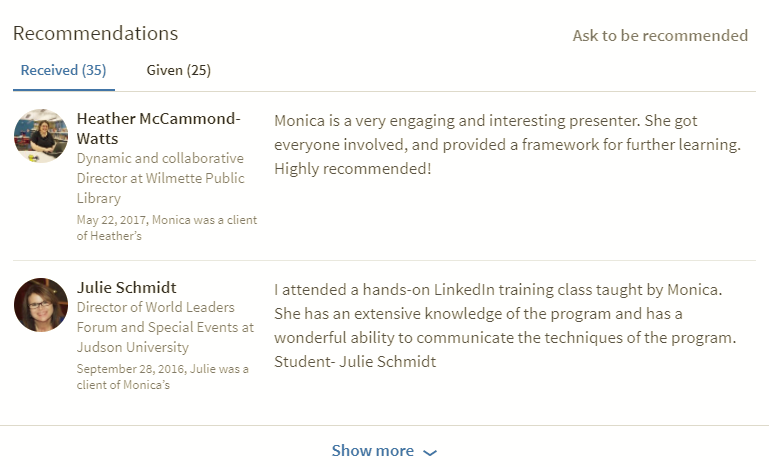 Recommendations
Ask to be recommended
Received (35)
Given (25)
Heather McCammond-
Watts
Dynamic and collaborative
Director at Wilmette Public
Library
May 22, 2017, Monica was a client
of Heather's
Monica is a very engaging and interesting presenter. She got
everyone involved, and provided a framework for further learning.
Highly recommended!
Julie Schmidt
Director of World Leaders
Forum and Special Events at
Judson University
September 28, 2016, Julie was a
client of Monica's
I attended a hands-on LinkedIn training class taught by Monica.
She has an extensive knowledge of the program and has a
wonderful ability to communicate the techniques of the program.
Student- Julie Schmidt
Show more